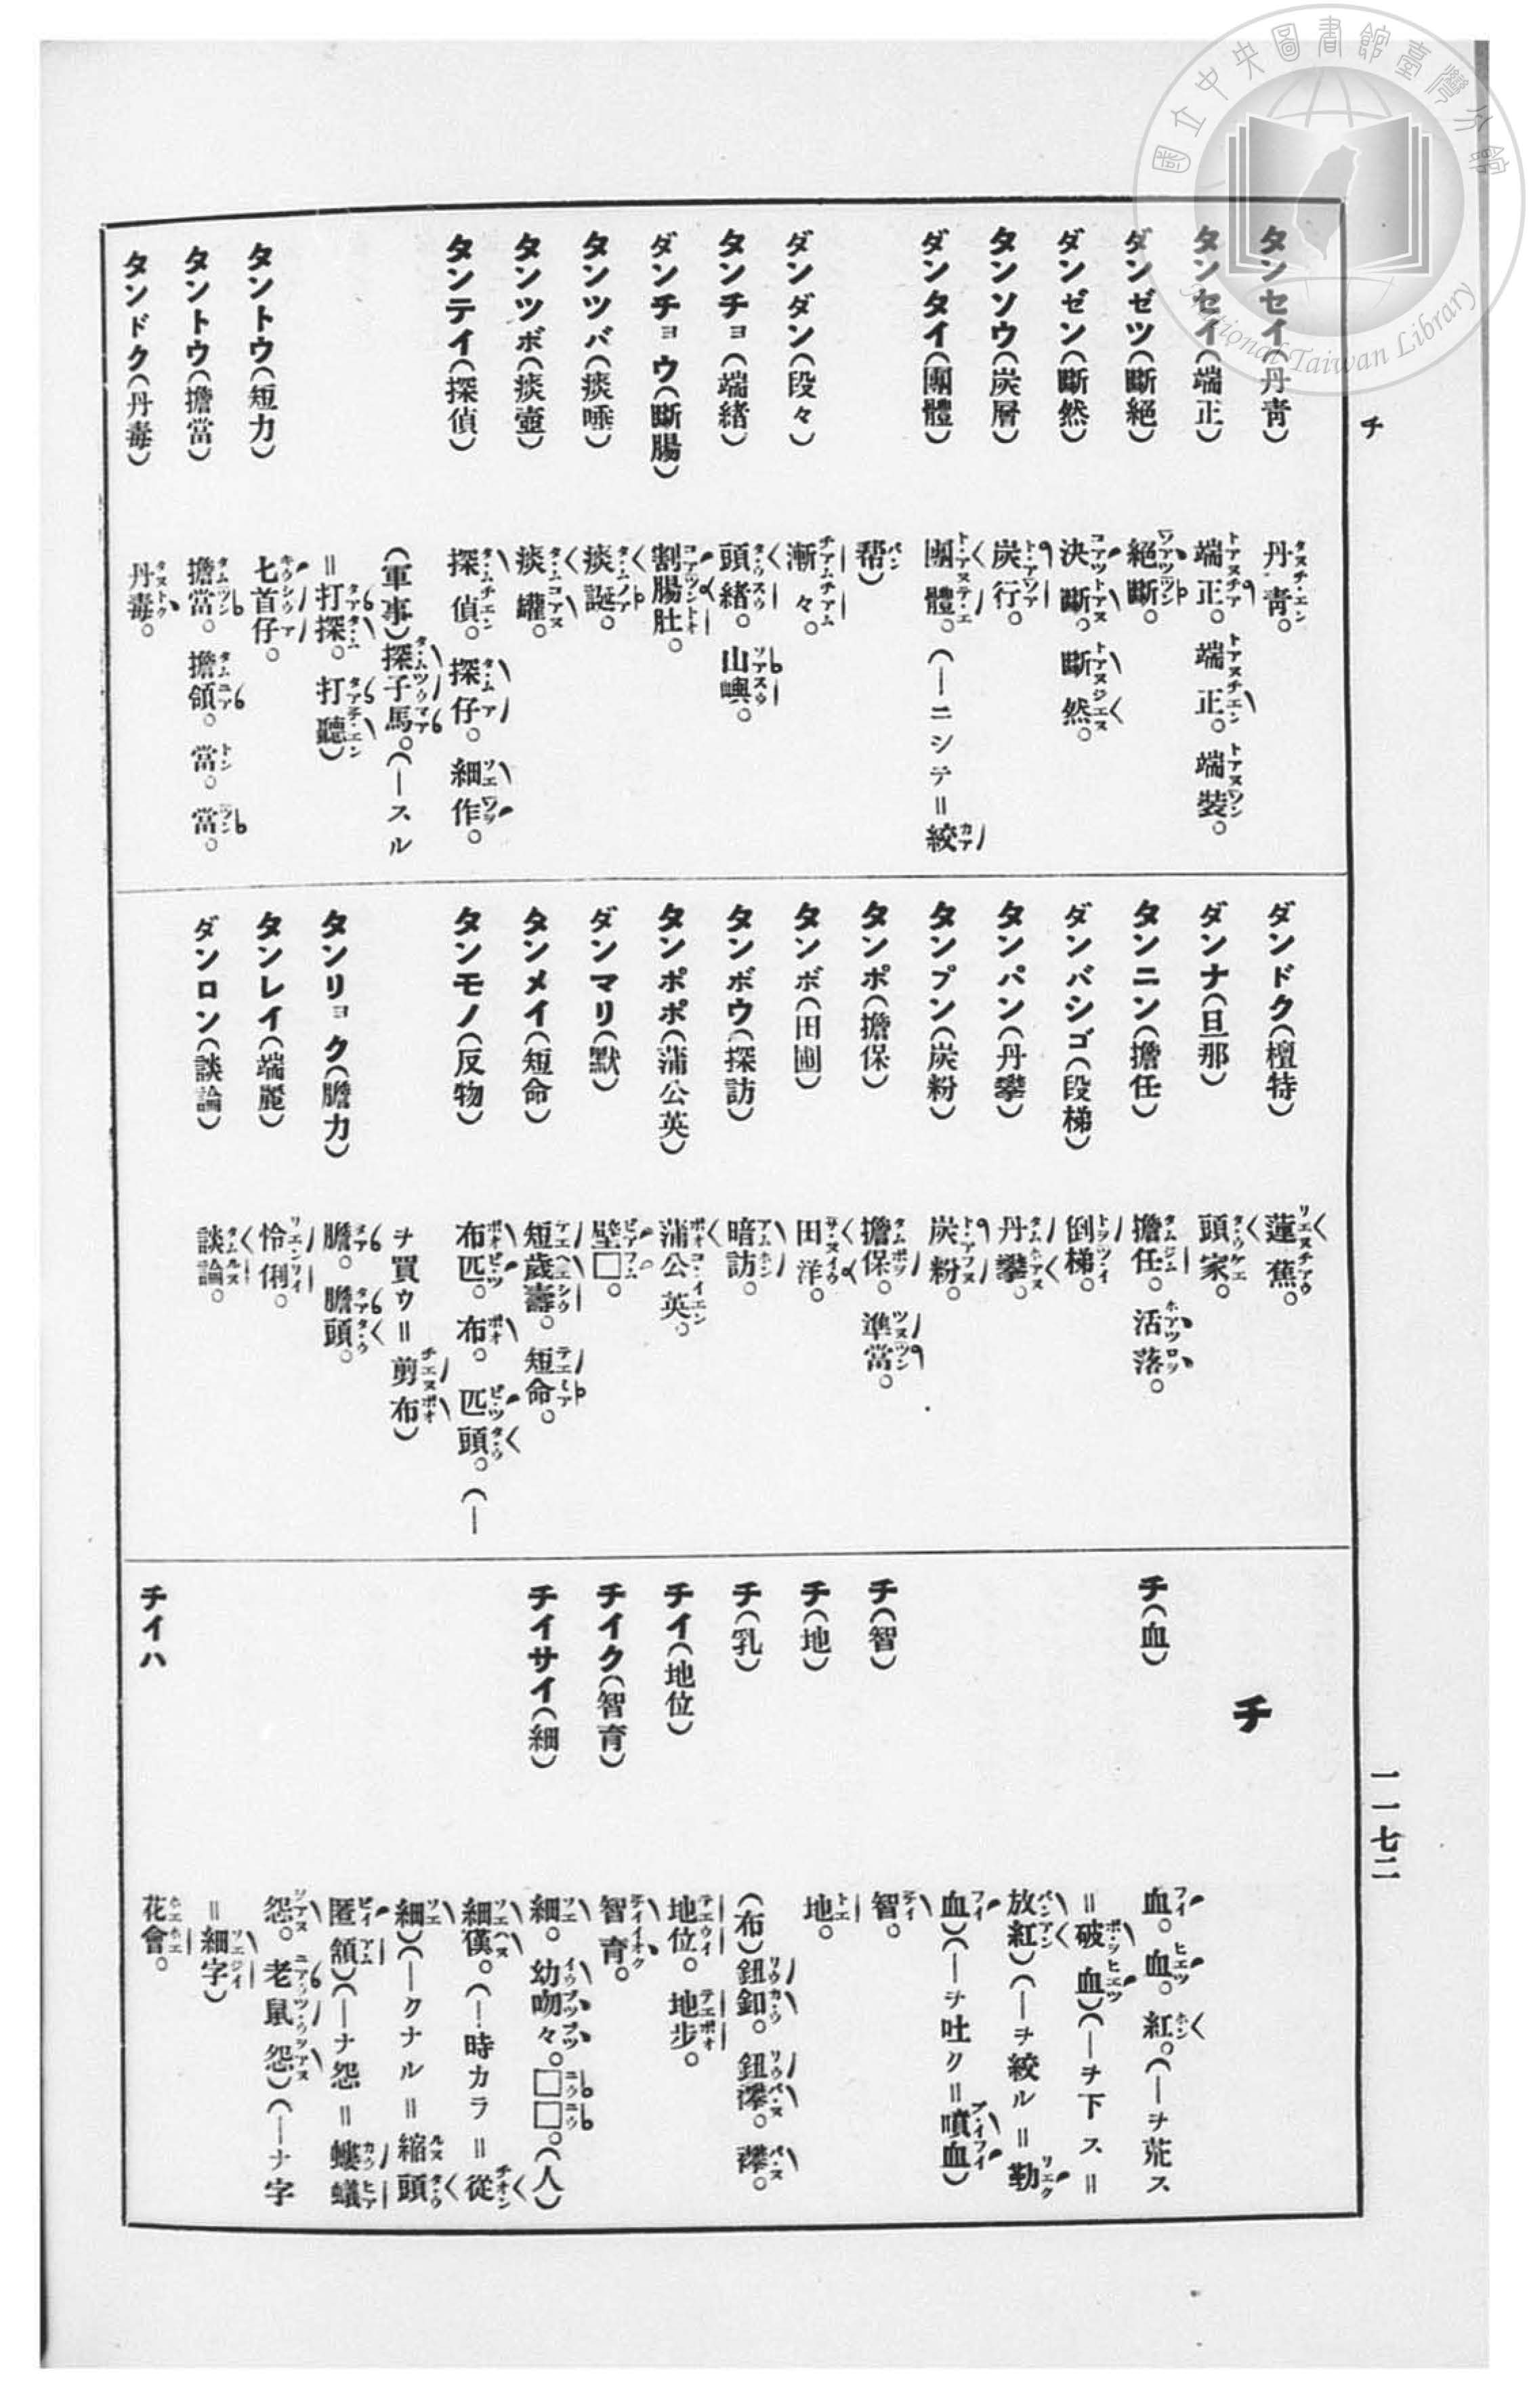 國立中央圖書館臺灣分館
National Taiwan Library
チ
一一七二
タンセイ(丹靑) 丹靑。
タンセイ(端正) 端正。端正。端裝。
ダンゼツ(斷絕) 絕斷。
ダンゼン(斷然) 決斷。斷然。
タンソウ(炭層) 炭行。
ダンタイ(團體) 團體。(―ニシテ=絞
帮)
ダンダン(段々) 漸々。
タンチョ(端緒) 頭緖。山嶼。
ダンチョウ(斷腸) 割腸肚。
タンツバ(痰唾) 痰誕。
タンツボ(痰壺) 痰罐。
タンテイ(探偵) 探偵。探仔。細作。
(軍事)探子馬。(―スル
=打探。打聽)
タントウ(短刀) 七首仔。
タントウ(擔當) 擔當。擔領。當。當。
タンドク(丹毒) 丹毒。
ダンドク(檀特) 蓮蕉。
ダンナ(旦那) 頭家。
タンニン(擔任) 擔任。活落。
ダンバシゴ(段梯) 倒梯。
タンパン(丹礬) 丹礬。
タンプン(炭粉) 炭粉。
タンポ(擔保) 擔保。準當。
タンボ(田圃) 田洋。
タンボウ(探訪) 暗訪。
タンポポ(蒲公英) 蒲公英。
ダンマリ(默) 壁□。
タンメイ(短命) 短歲壽。短命。
タンモノ(反物) 布匹。布。匹頭。(―
ヲ買ウ=剪布)
タンリョク(膽力) 膽。膽頭。
タンレイ(端麗) 怜悧。
ダンロン(談論) 談論。
チ
チ(血) 血。血。紅。(―ヲ荒ス
=破血)(―ヲ下ス=
放紅)(―ヲ絞ル=勒
血)(―ヲ吐ク=噴血)
チ(智) 智。
チ(地) 地。
チ(乳) (布)鈕釦。鈕襻。襻。
チイ(地位) 地位。地步。
チイク(智育) 智育。
チイサイ(細) 細。幼吻々。□□。(人)
細漢。(―時カラ=從
細)(―クナル=縮頭
匿頷)(―ナ怨=螻蟻
怨。老鼠怨)(―ナ字
=細字)
チイハ 花會。